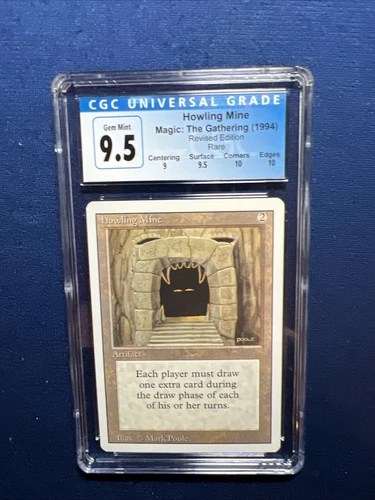 CGC UNIVERSAL GRADE
Gem Mint
9.5
Howling Mine
Magic: The Gathering (1994)
Revised Edition
Rare
Centering Surface Corners Edges
9 9.5 10 10
Howling Mine 2
POOLE
Artifact
Each player must draw
one extra card during
the draw phase of each
of his or her turns.
Illus. © Mark Poole